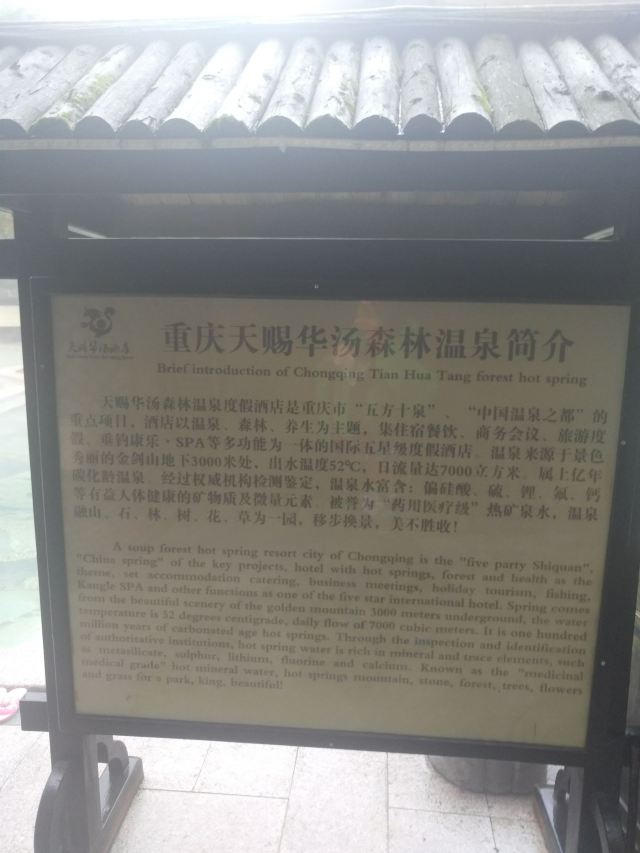 天赐华汤酒店
重庆天赐华汤森林温泉简介
Brief introduction of Chongqing Tian Hua Tang forest hot spring
天赐华汤森林温泉度假酒店是重庆市“五方十泉”、“中国温泉之都”的
重点项目，酒店以温泉、森林、养生为主题，集住宿餐饮、商务会议、旅游度
假、垂钓康乐·SPA等多功能为一体的国际五星级度假酒店。温泉来源于景色
秀丽的金剑山地下3000米处，出水温度52℃，日流量达7000立方米。属上亿年
碳化龄温泉。经过权威机构检测鉴定，温泉水富含：偏硅酸、硫、锂、氟、钙
等有益人体健康的矿物质及微量元素。被誉为“药用医疗级”热矿泉水，温泉
融山、石、林、树、花、草为一园，移步换景，美不胜收！
A soup forest hot spring resort city of Chongqing is the "five party Shiquan",
"China spring" of the key projects, hotel with hot springs, forest and health as the
theme, set accommodation catering, business meetings, holiday tourism, fishing,
Kangle SPA and other functions as one of the five star international hotel. Spring comes
from the beautiful scenery of the golden mountain 3000 meters underground, the water
temperature is 52 degrees centigrade, daily flow of 7000 cubic meters. It is one hundred
million years of carbonated age hot springs. Through the inspection and identification
of authoritative institutions, hot spring water is rich in mineral and trace elements, such
as metasilicate, sulphur, lithium, fluorine and calcium. Known as the "medicinal
medical grade" hot mineral water, hot springs mountain, stone, forest, trees, flowers
and grass for a park, king, beautiful!